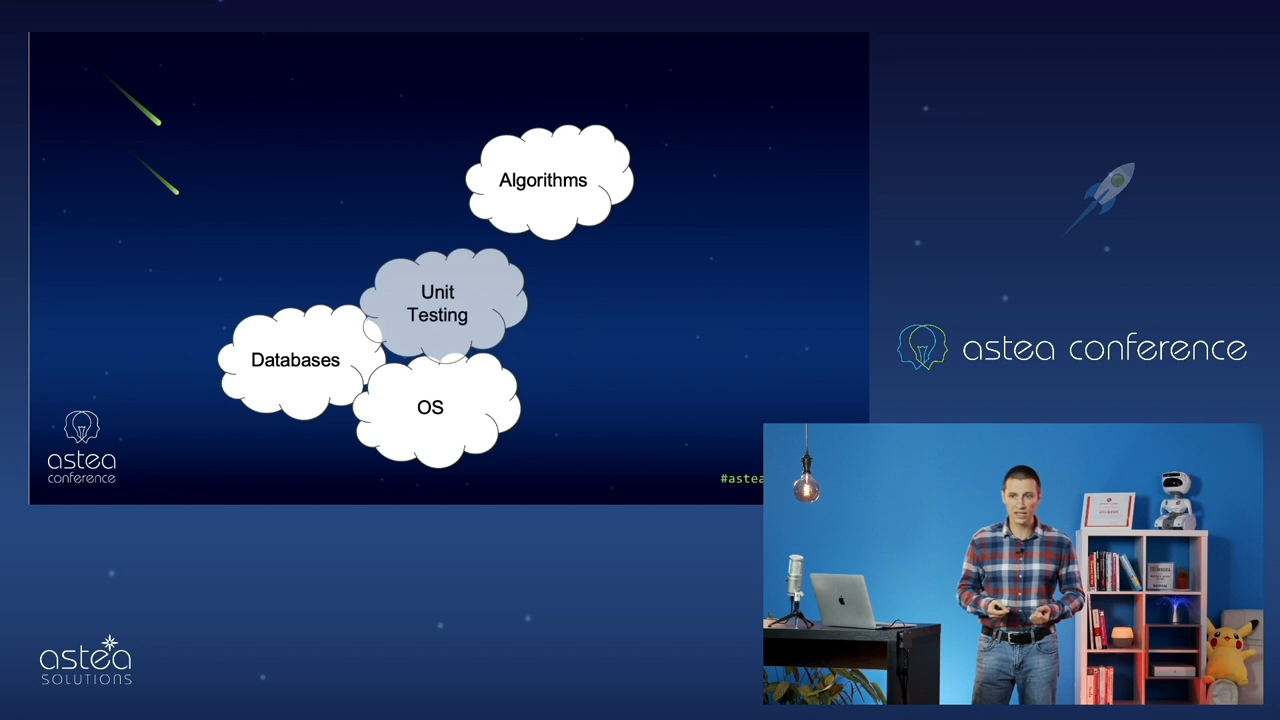 Algorithms
Unit
Testing
Databases
OS
astea
conference
#astea
astea conference
astea
SOLUTIONS